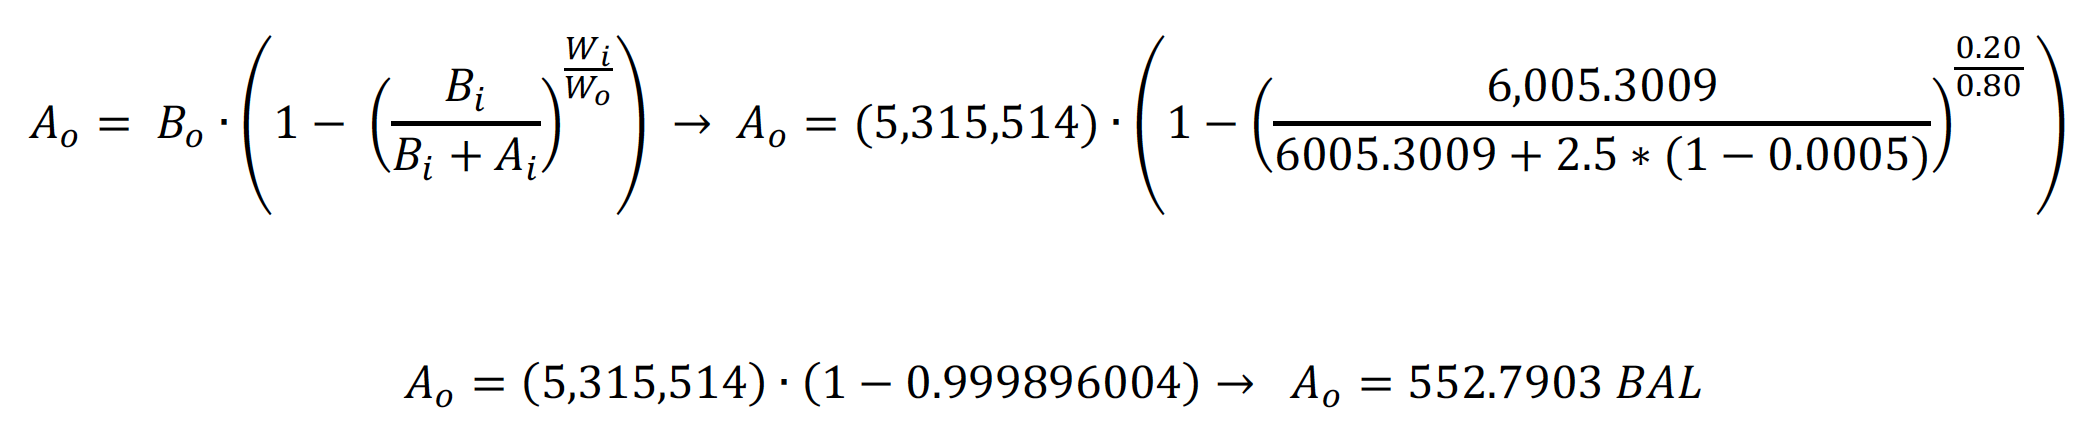 A_o = B_o · (1 − (B_i / (B_i + A_i))^(W_i / W_o)) → A_o = (5,315,514) · (1 − (6,005.3009 / (6005.3009 + 2.5 * (1 − 0.0005)))^(0.20 / 0.80))
A_o = (5,315,514) · (1 − 0.999896004) → A_o = 552.7903 BAL